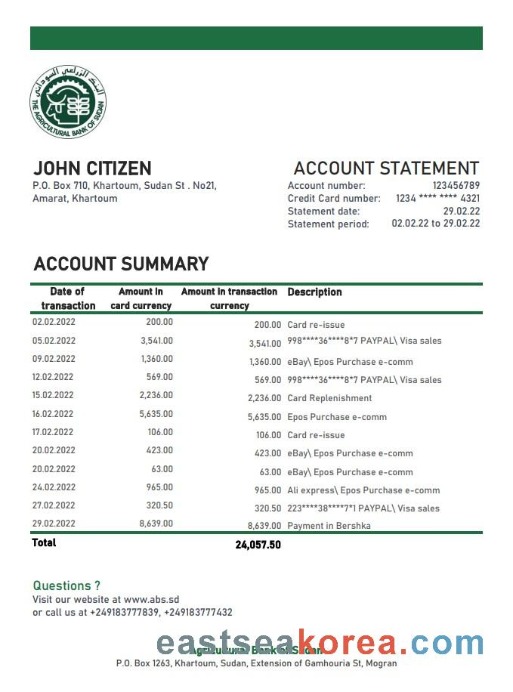 البنك الزراعي السوداني
THE AGRICULTURAL BANK OF SUDAN
JOHN CITIZEN
P.O. Box 710, Khartoum, Sudan St . No21,
Amarat, Khartoum
ACCOUNT STATEMENT
Account number: 123456789
Credit Card number: 1234 **** **** 4321
Statement date: 29.02.22
Statement period: 02.02.22 to 29.02.22
ACCOUNT SUMMARY
Date of transaction Amount in card currency Amount in transaction currency Description
02.02.2022 200.00 200.00 Card re-issue
05.02.2022 3,541.00 3,541.00 998****36****8*7 PAYPAL\ Visa sales
09.02.2022 1,360.00 1,360.00 eBay\ Epos Purchase e-comm
12.02.2022 569.00 569.00 998****36****8*7 PAYPAL\ Visa sales
15.02.2022 2,236.00 2,236.00 Card Replenishment
16.02.2022 5,635.00 5,635.00 Epos Purchase e-comm
17.02.2022 106.00 106.00 Card re-issue
20.02.2022 423.00 423.00 eBay\ Epos Purchase e-comm
20.02.2022 63.00 63.00 eBay\ Epos Purchase e-comm
24.02.2022 965.00 965.00 Ali express\ Epos Purchase e-comm
27.02.2022 320.50 320.50 223****38****7*1 PAYPAL\ Visa sales
29.02.2022 8,639.00 8,639.00 Payment in Bershka
Total 24,057.50
Questions ?
Visit our website at www.abs.sd
or call us at +249183777839, +249183777432
eastseakorea.com
Agricultural Bank of Sudan
P.O. Box 1263, Khartoum, Sudan, Extension of Gamhouria St, Mogran